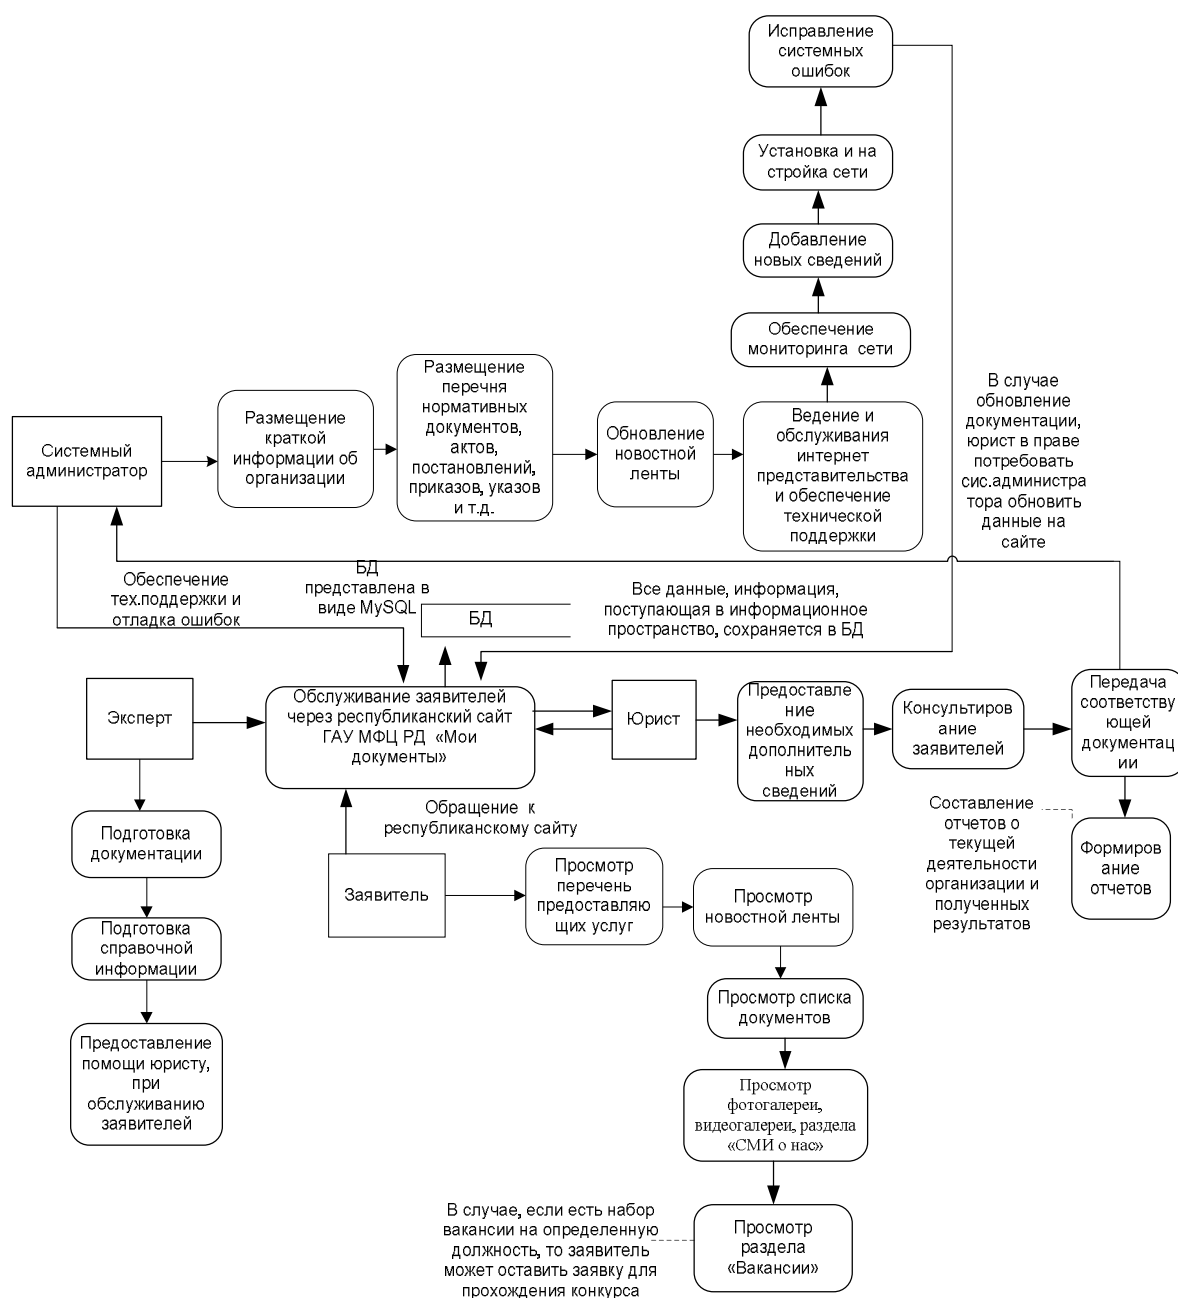 Исправление
системных
ошибок
Установка и на
стройка сети
Добавление
новых сведений
Обеспечение
мониторинга сети
Системный
администратор
Размещение
краткой
информации об
организации
Размещение
перечня
нормативных
документов,
актов,
постановлений,
приказов, указов
и т.д.
Обновление
новостной
ленты
Ведение и
обслуживания
интернет
представительства
и обеспечение
технической
поддержки
В случае
обновление
документации,
юрист в праве
потребовать
сис.администра
тора обновить
данные на
сайте
Обеспечение
тех.поддержки и
отладка ошибок
БД
представлена в
виде MySQL
БД
Все данные, информация,
поступающая в информационное
пространство, сохраняется в БД
Эксперт
Обслуживание заявителей
через республиканский сайт
ГАУ МФЦ РД «Мои
документы»
Юрист
Предоставле
ние
необходимых
дополнитель
ных
сведений
Консультиров
ание
заявителей
Передача
соответству
ющей
документац
ии
Обращение к
республиканскому сайту
Подготовка
документации
Подготовка
справочной
информации
Предоставление
помощи юристу,
при
обслуживанию
заявителей
Заявитель
Просмотр
перечень
предоставляю
щих услуг
Просмотр
новостной ленты
Составление
отчетов о
текущей
деятельности
организации и
полученных
результатов
Формиров
ание
отчетов
Просмотр списка
документов
Просмотр
фотогалереи,
видеогалереи, раздела
«СМИ о нас»
В случае, если есть набор
вакансии на определенную
должность, то заявитель
может оставить заявку для
прохождения конкурса
Просмотр
раздела
«Вакансии»